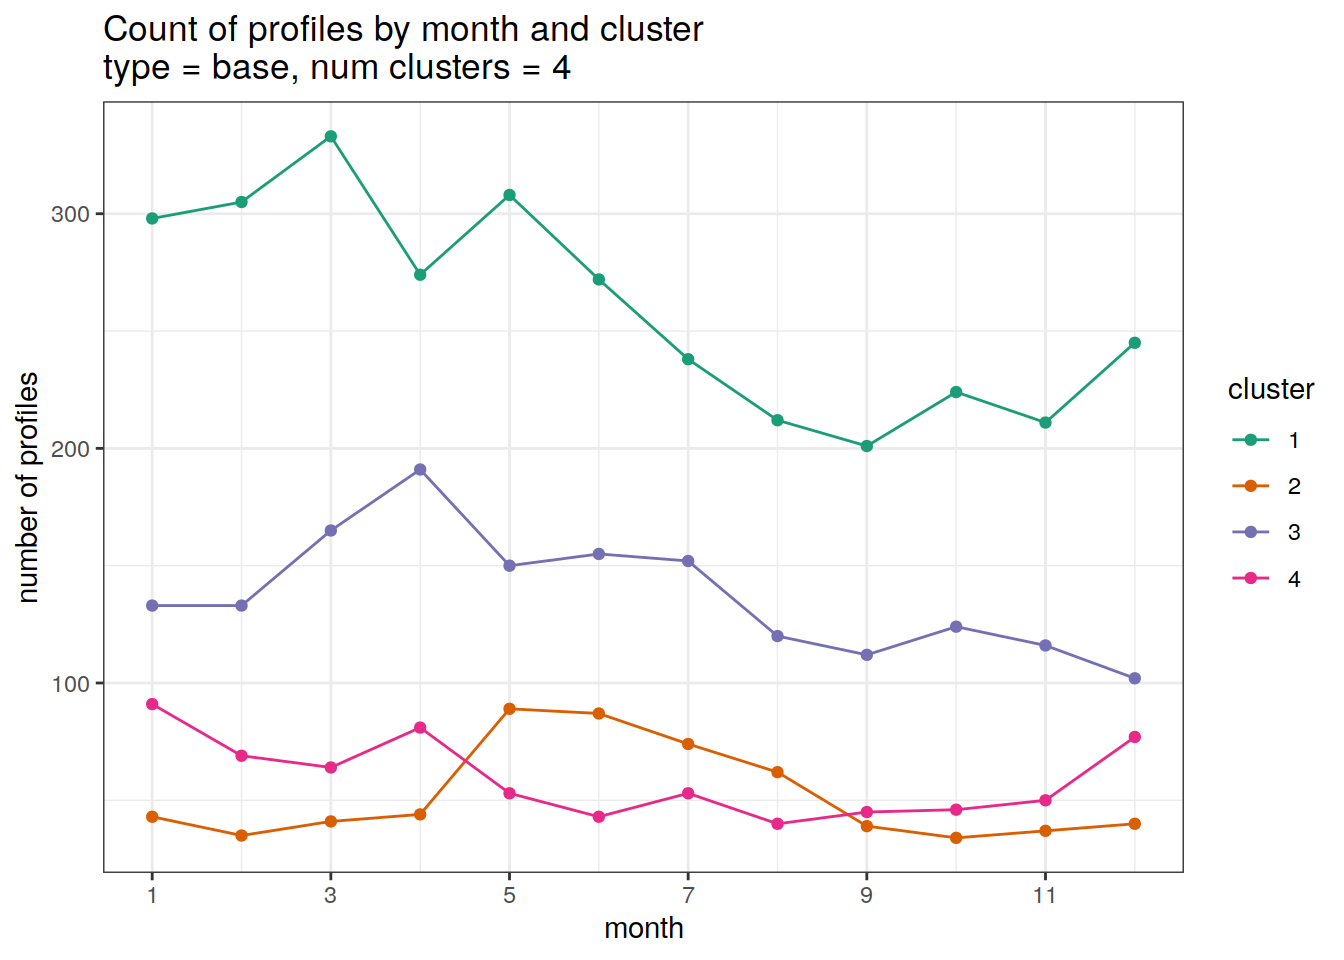 Count of profiles by month and cluster
type = base, num clusters = 4
number of profiles
300
200
100
1 3 5 7 9 11
month
cluster
1
2
3
4